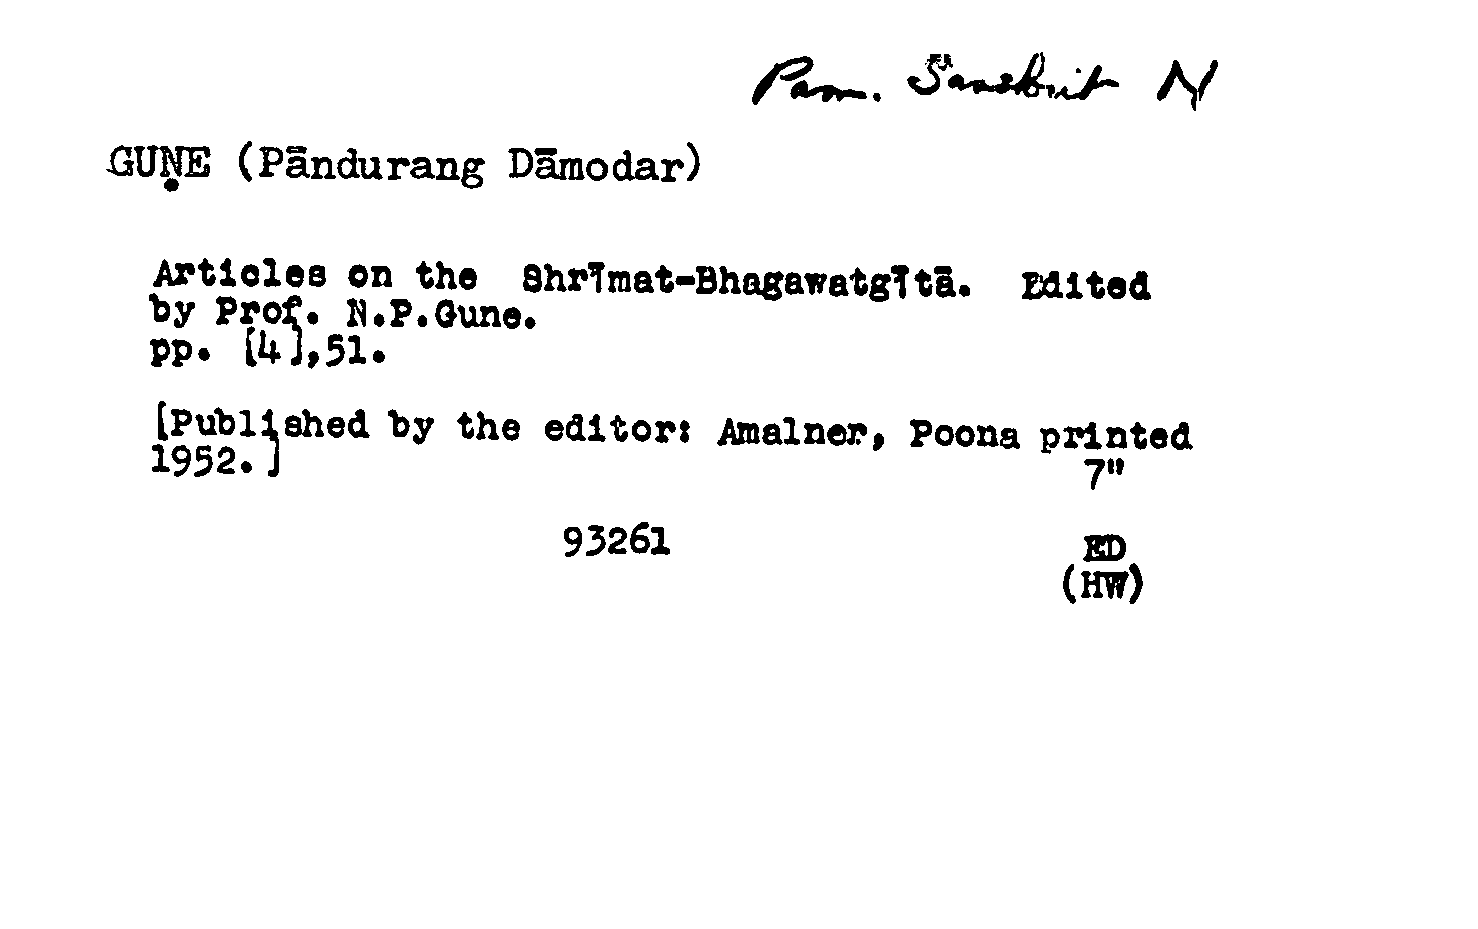 Pam. Sanskrit N
GUṆE (Pāndurang Dāmodar)
Articles on the Shrīmat-Bhagawatgītā. Edited
by Prof. N.P.Gune.
pp. [4],51.
[Published by the editor: Amalner, Poona printed
1952.]
7"
93261
ED
(HW)